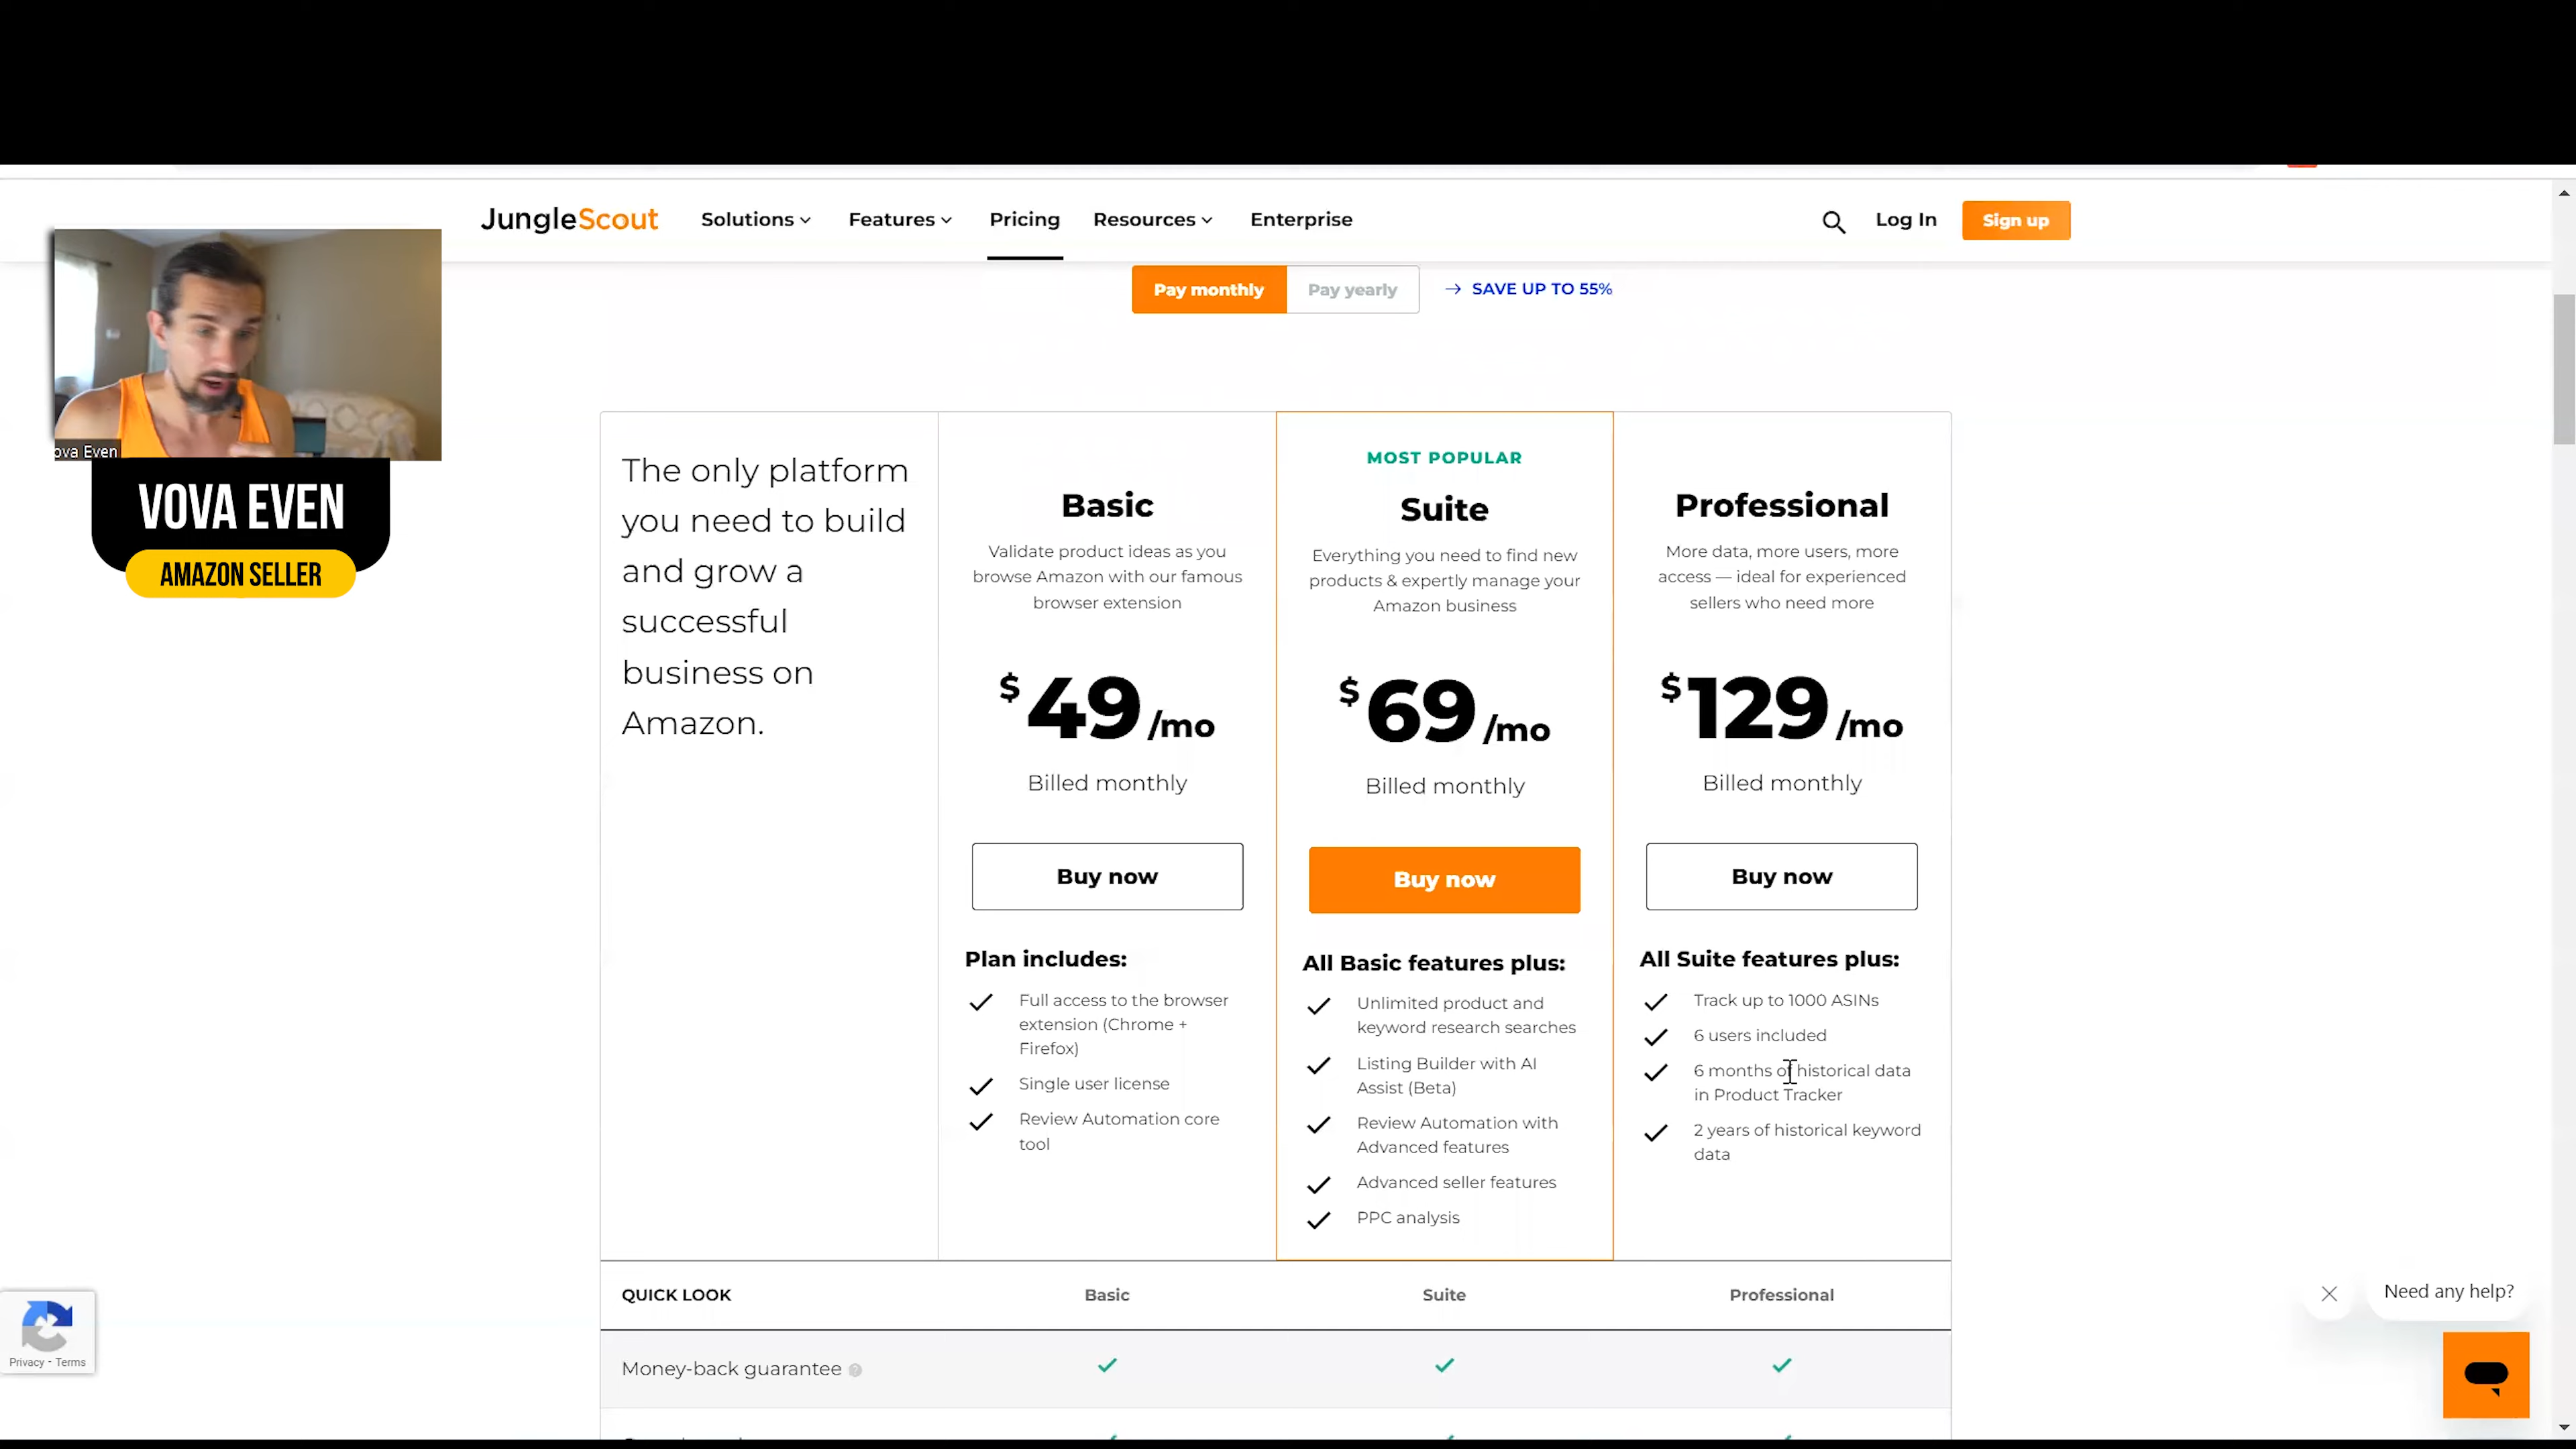 JungleScout
Solutions
Features
Pricing
Resources
Enterprise
Log In
Sign up
Pay monthly
Pay yearly
→ SAVE UP TO 55%
ova Even
VOVA EVEN
AMAZON SELLER
The only platform
you need to build
and grow a
successful
business on
Amazon.
Basic
Validate product ideas as you
browse Amazon with our famous
browser extension
$49/mo
Billed monthly
Buy now
Plan includes:
Full access to the browser
extension (Chrome +
Firefox)
Single user license
Review Automation core
tool
MOST POPULAR
Suite
Everything you need to find new
products & expertly manage your
Amazon business
$69/mo
Billed monthly
Buy now
All Basic features plus:
Unlimited product and
keyword research searches
Listing Builder with AI
Assist (Beta)
Review Automation with
Advanced features
Advanced seller features
PPC analysis
Professional
More data, more users, more
access — ideal for experienced
sellers who need more
$129/mo
Billed monthly
Buy now
All Suite features plus:
Track up to 1000 ASINs
6 users included
6 months of historical data
in Product Tracker
2 years of historical keyword
data
QUICK LOOK
Basic
Suite
Professional
Money-back guarantee
Need any help?
Privacy - Terms